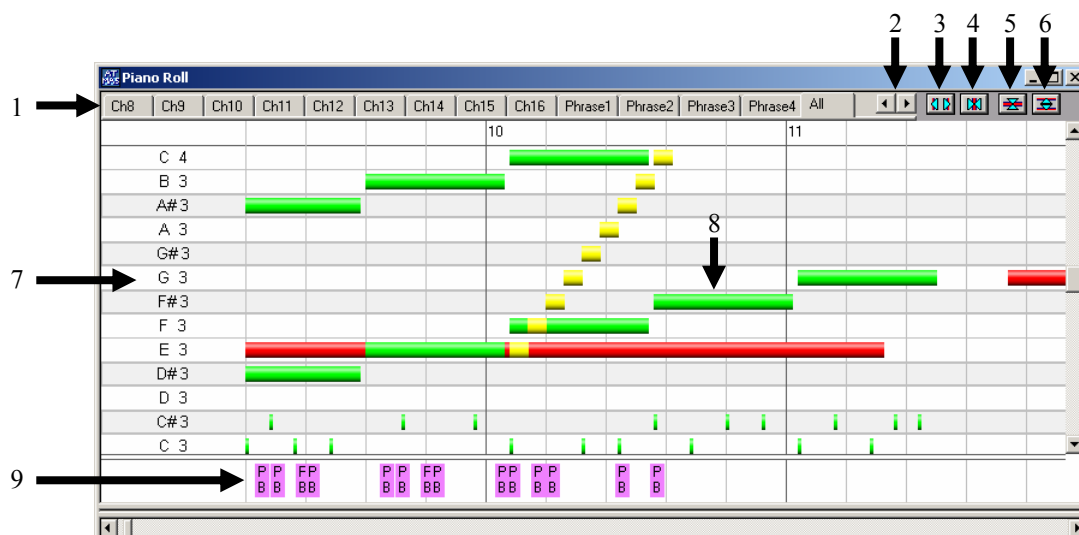 2 3 4 5 6
AT MPS Piano Roll
1
Ch8 Ch9 Ch10 Ch11 Ch12 Ch13 Ch14 Ch15 Ch16 Phrase1 Phrase2 Phrase3 Phrase4 All
10 11
C 4
B 3
A#3
A 3
G#3
8
7 G 3
F#3
F 3
E 3
D#3
D 3
C#3
C 3
9
P P FP P P FP PP P P P P
B B BB B B BB BB B B B B